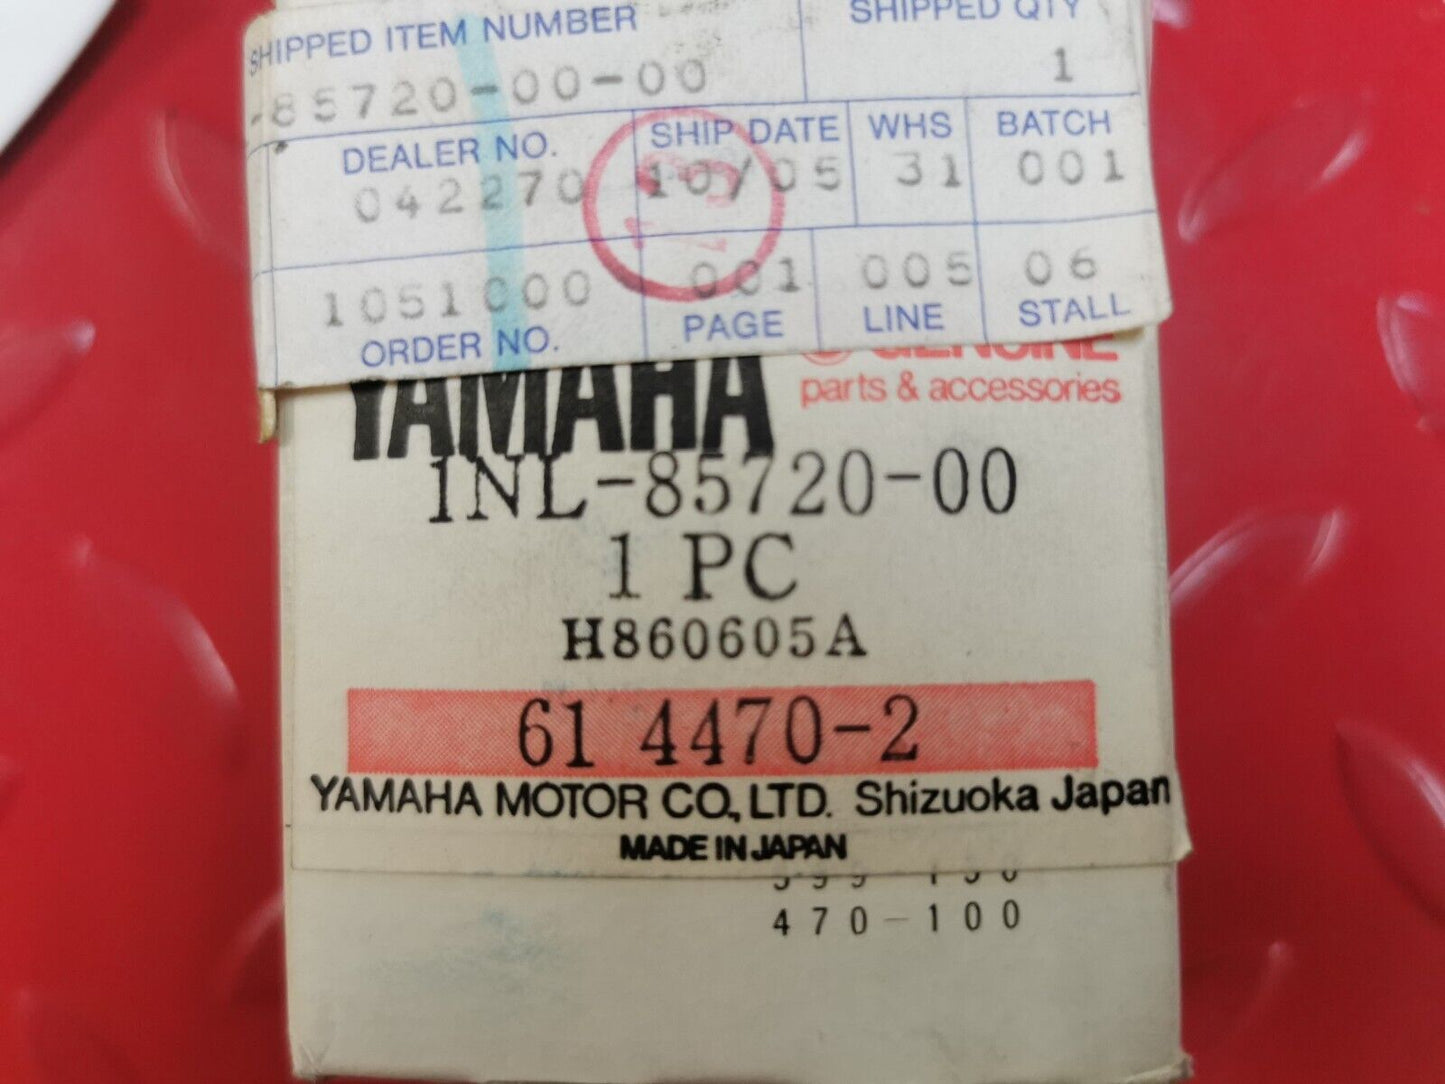 SHIPPED ITEM NUMBER SHIPPED QTY
-85720-00-00 1
DEALER NO. SHIP DATE WHS BATCH
042270 10/05 31 001
1051000 001 005 06
ORDER NO. PAGE LINE STALL
GENUINE
YAMAHA parts & accessories
1NL-85720-00
1 PC
H860605A
61 4470-2
YAMAHA MOTOR CO., LTD. Shizuoka Japan
MADE IN JAPAN
470-100